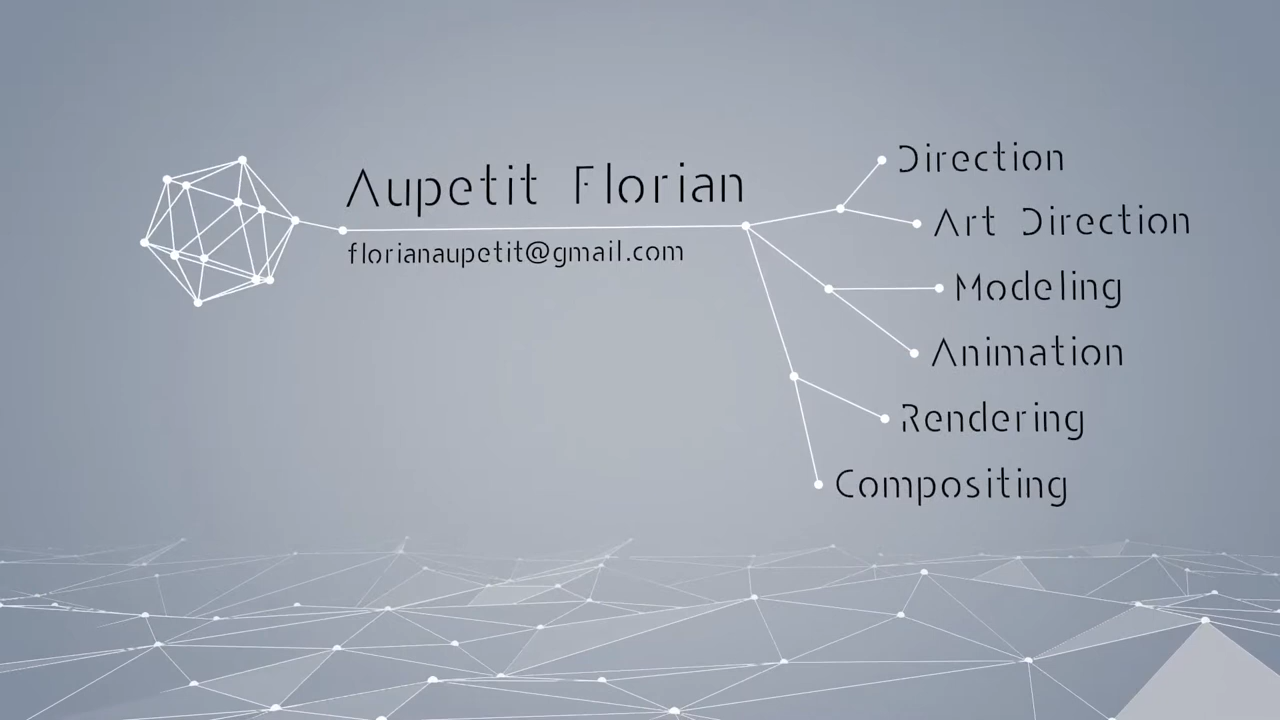 Aupetit Florian
florianaupetit@gmail.com
Direction
Art Direction
Modeling
Animation
Rendering
Compositing